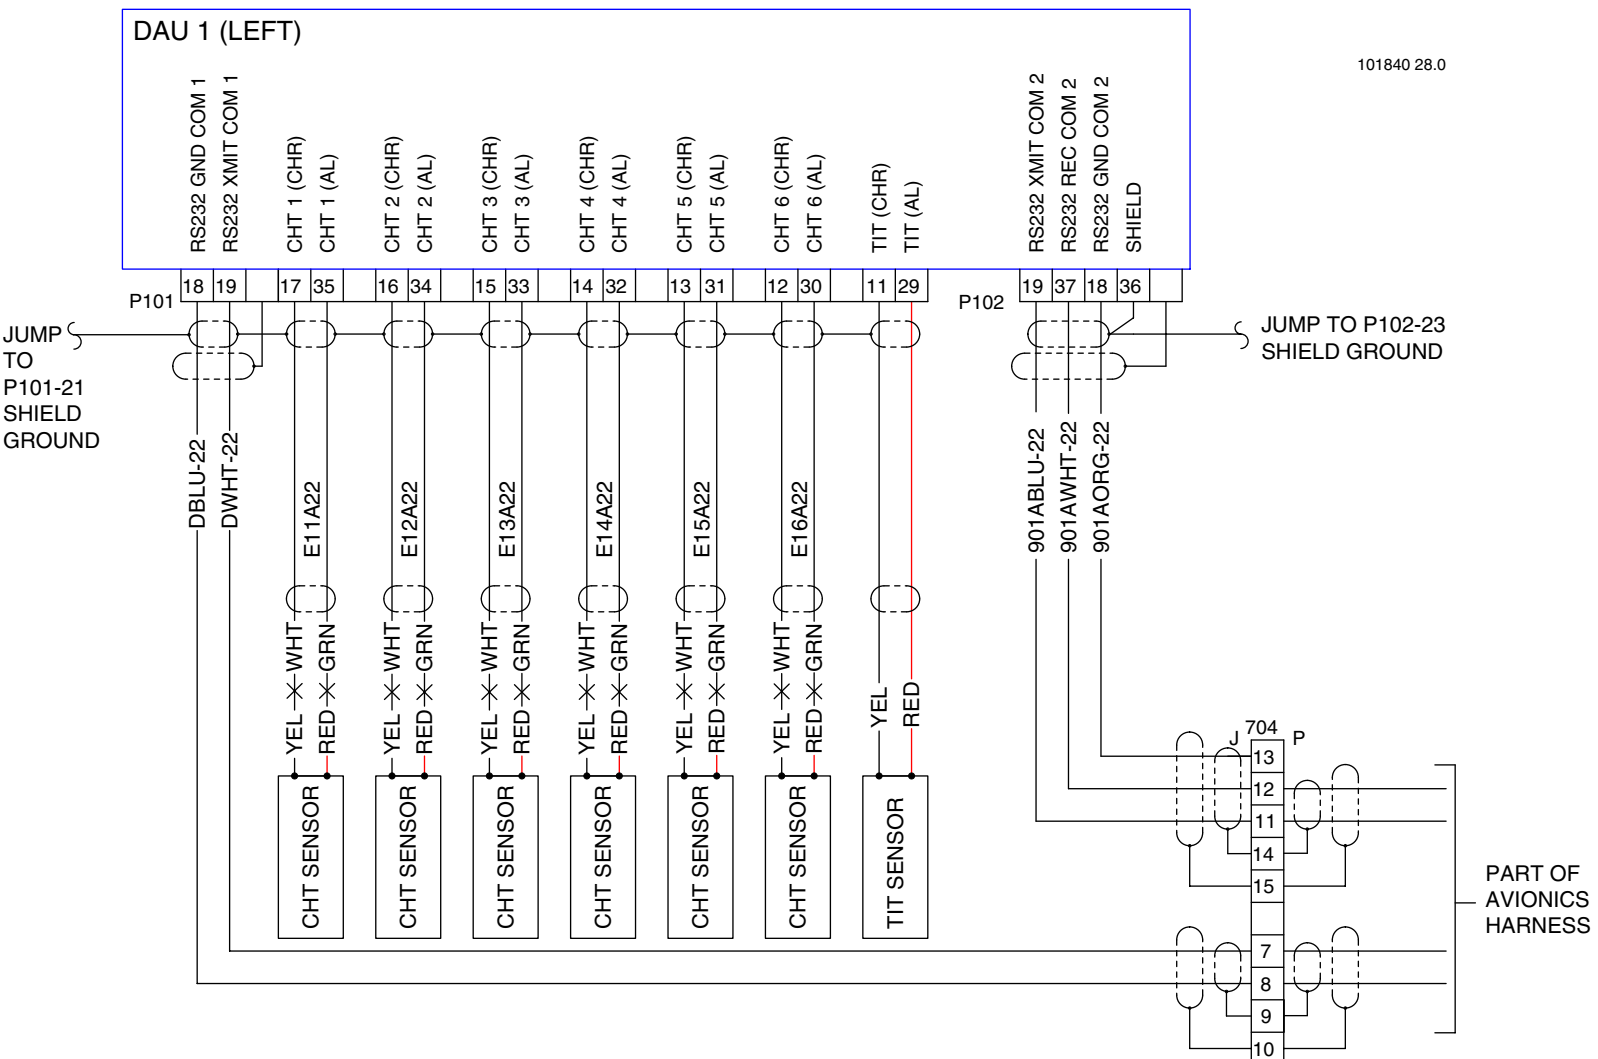 DAU 1 (LEFT)
101840 28.0
RS232 GND COM 1
RS232 XMIT COM 1
CHT 1 (CHR)
CHT 1 (AL)
CHT 2 (CHR)
CHT 2 (AL)
CHT 3 (CHR)
CHT 3 (AL)
CHT 4 (CHR)
CHT 4 (AL)
CHT 5 (CHR)
CHT 5 (AL)
CHT 6 (CHR)
CHT 6 (AL)
TIT (CHR)
TIT (AL)
RS232 XMIT COM 2
RS232 REC COM 2
RS232 GND COM 2
SHIELD
P101 18 19 17 35 16 34 15 33 14 32 13 31 12 30 11 29
P102 19 37 18 36
JUMP
TO
P101-21
SHIELD
GROUND
JUMP TO P102-23
SHIELD GROUND
DBLU-22
DWHT-22
E11A22
E12A22
E13A22
E14A22
E15A22
E16A22
901ABLU-22
901AWHT-22
901AORG-22
YEL WHT
RED GRN
YEL WHT
RED GRN
YEL WHT
RED GRN
YEL WHT
RED GRN
YEL WHT
RED GRN
YEL WHT
RED GRN
YEL
RED
CHT SENSOR
CHT SENSOR
CHT SENSOR
CHT SENSOR
CHT SENSOR
CHT SENSOR
TIT SENSOR
704
J P
13
12
11
14
15
7
8
9
10
PART OF
AVIONICS
HARNESS